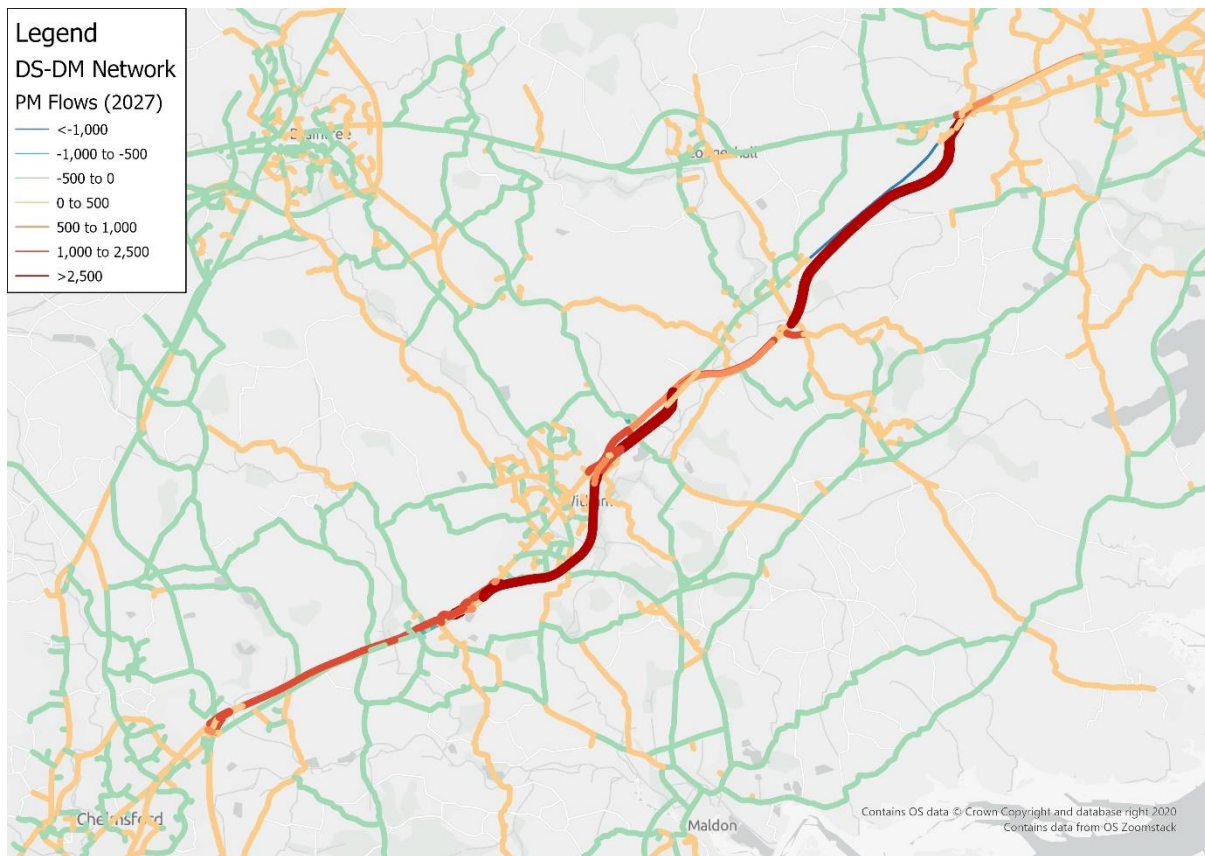 Legend
DS-DM Network
PM Flows (2027)
<-1,000
-1,000 to -500
-500 to 0
0 to 500
500 to 1,000
1,000 to 2,500
>2,500
Braintree
Witham
Chelmsford
Maldon
Contains OS data © Crown Copyright and database right 2020
Contains data from OS Zoomstack